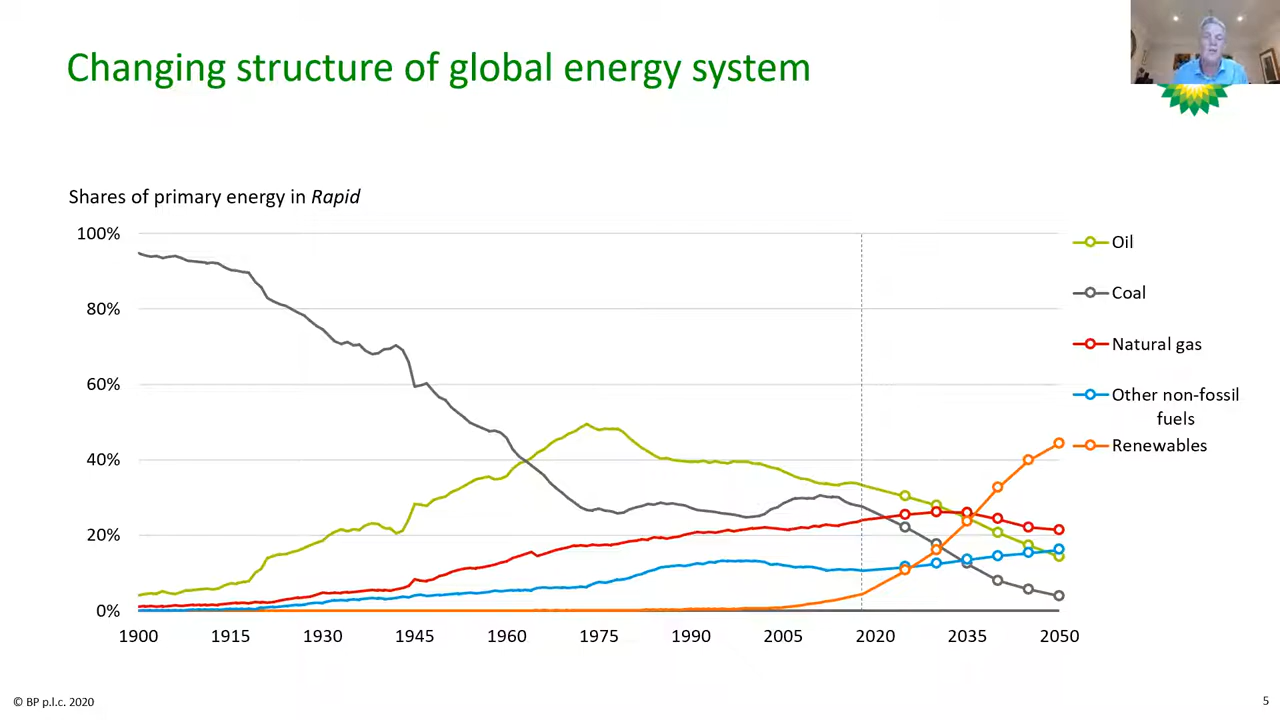 Changing structure of global energy system
Shares of primary energy in Rapid
100%
80%
60%
40%
20%
0%
1900 1915 1930 1945 1960 1975 1990 2005 2020 2035 2050
Oil
Coal
Natural gas
Other non-fossil
fuels
Renewables
© BP p.l.c. 2020
5